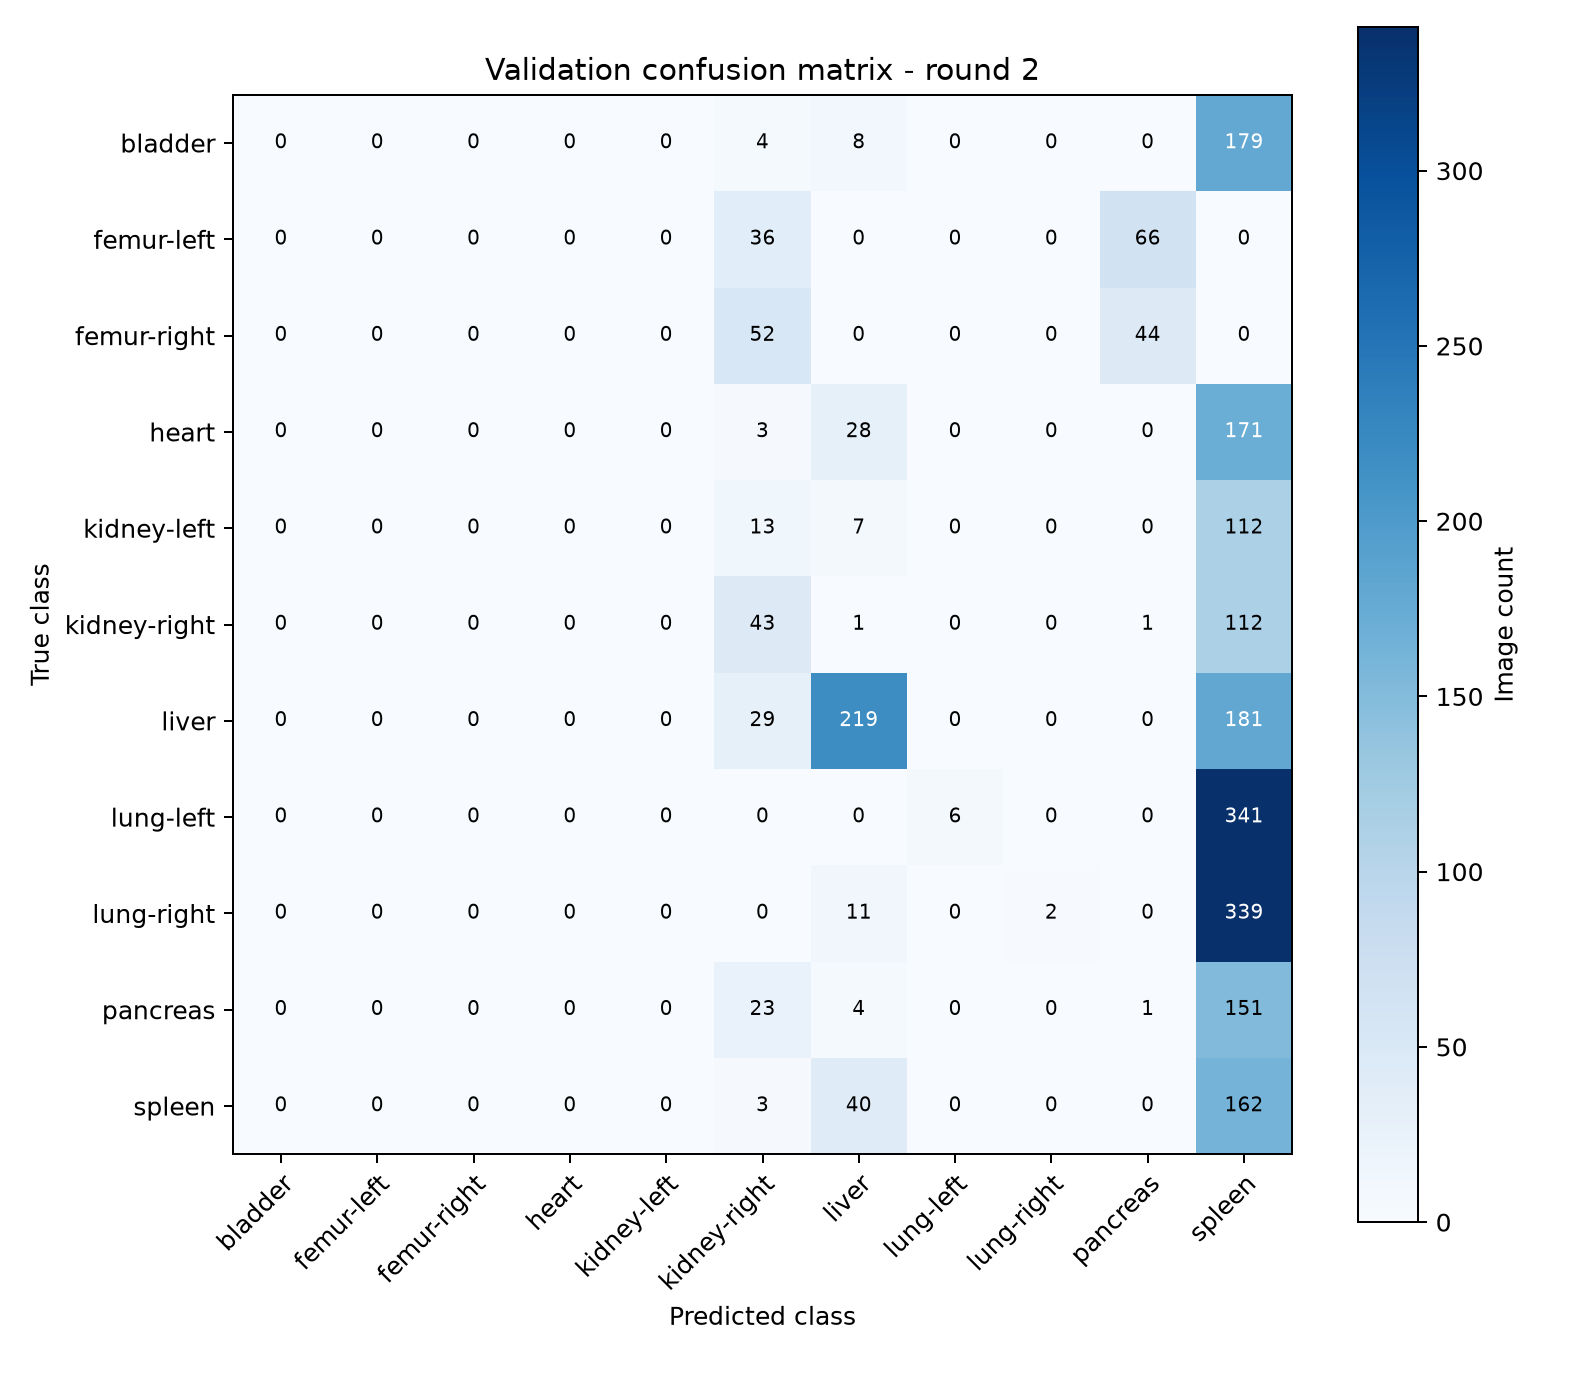 Validation confusion matrix - round 2
bladder 0 0 0 0 0 4 8 0 0 0 179
femur-left 0 0 0 0 0 36 0 0 0 66 0
femur-right 0 0 0 0 0 52 0 0 0 44 0
heart 0 0 0 0 0 3 28 0 0 0 171
kidney-left 0 0 0 0 0 13 7 0 0 0 112
kidney-right 0 0 0 0 0 43 1 0 0 1 112
liver 0 0 0 0 0 29 219 0 0 0 181
lung-left 0 0 0 0 0 0 0 6 0 0 341
lung-right 0 0 0 0 0 0 11 0 2 0 339
pancreas 0 0 0 0 0 23 4 0 0 1 151
spleen 0 0 0 0 0 3 40 0 0 0 162
True class
bladder femur-left femur-right heart kidney-left kidney-right liver lung-left lung-right pancreas spleen
Predicted class
300
250
200
150
100
50
0
Image count